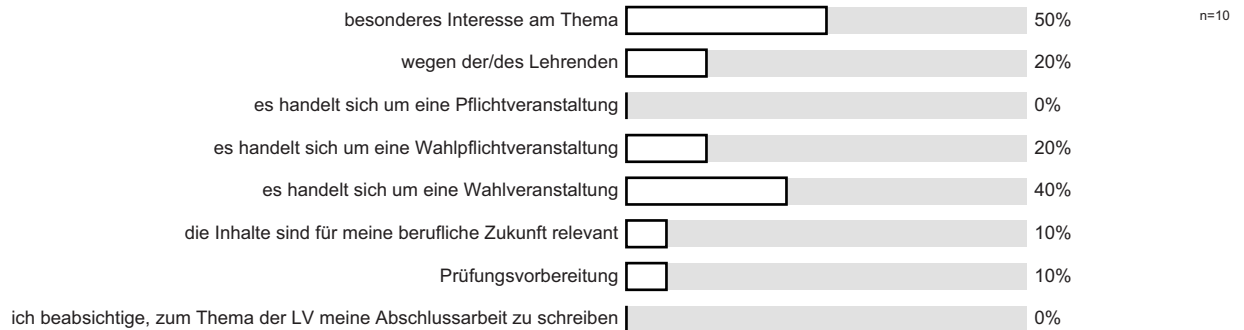 besonderes Interesse am Thema 50% n=10
wegen der/des Lehrenden 20%
es handelt sich um eine Pflichtveranstaltung 0%
es handelt sich um eine Wahlpflichtveranstaltung 20%
es handelt sich um eine Wahlveranstaltung 40%
die Inhalte sind für meine berufliche Zukunft relevant 10%
Prüfungsvorbereitung 10%
ich beabsichtige, zum Thema der LV meine Abschlussarbeit zu schreiben 0%